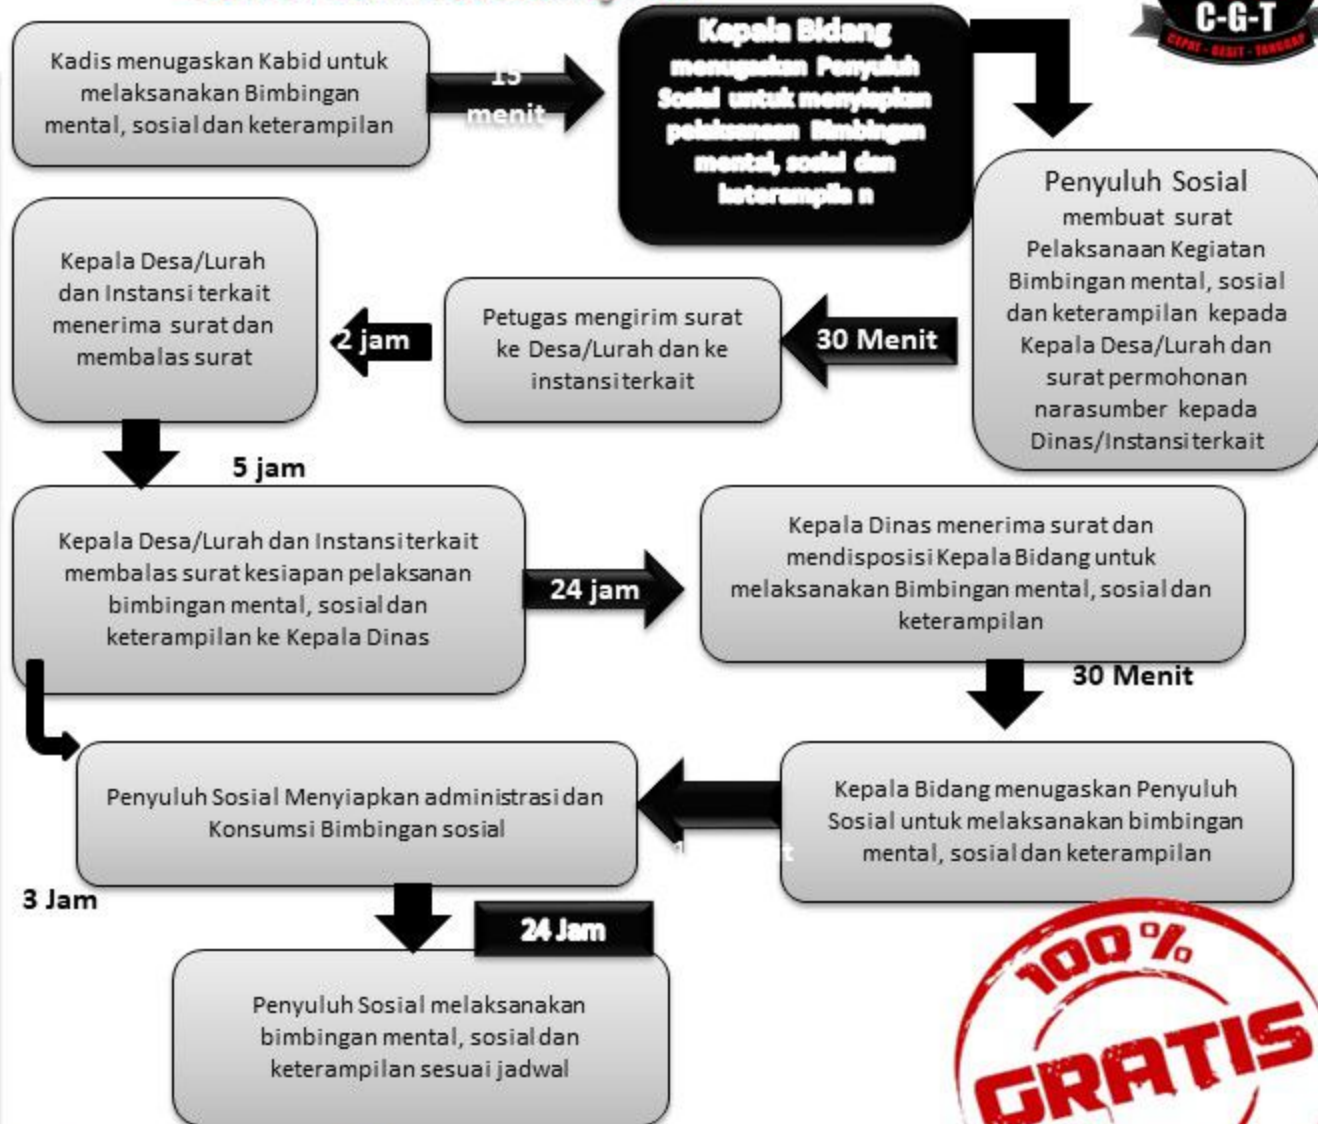 C-G-T
CEPAT - GESIT - TANGGAP
Kadis menugaskan Kabid untuk
melaksanakan Bimbingan
mental, sosial dan keterampilan
15
menit
Kepala Bidang
menugaskan Penyuluh
Sosial untuk menyiapkan
pelaksanaan Bimbingan
mental, sosial dan
keterampila n
Penyuluh Sosial
membuat surat
Pelaksanaan Kegiatan
Bimbingan mental, sosial
dan keterampilan kepada
Kepala Desa/Lurah dan
surat permohonan
narasumber kepada
Dinas/Instansi terkait
30 Menit
Petugas mengirim surat
ke Desa/Lurah dan ke
instansi terkait
2 jam
Kepala Desa/Lurah
dan Instansi terkait
menerima surat dan
membalas surat
5 jam
Kepala Desa/Lurah dan Instansi terkait
membalas surat kesiapan pelaksanan
bimbingan mental, sosial dan
keterampilan ke Kepala Dinas
24 jam
Kepala Dinas menerima surat dan
mendisposisi Kepala Bidang untuk
melaksanakan Bimbingan mental, sosial dan
keterampilan
30 Menit
Kepala Bidang menugaskan Penyuluh
Sosial untuk melaksanakan bimbingan
mental, sosial dan keterampilan
Penyuluh Sosial Menyiapkan administrasi dan
Konsumsi Bimbingan sosial
3 Jam
24 Jam
Penyuluh Sosial melaksanakan
bimbingan mental, sosial dan
keterampilan sesuai jadwal
100%
GRATIS